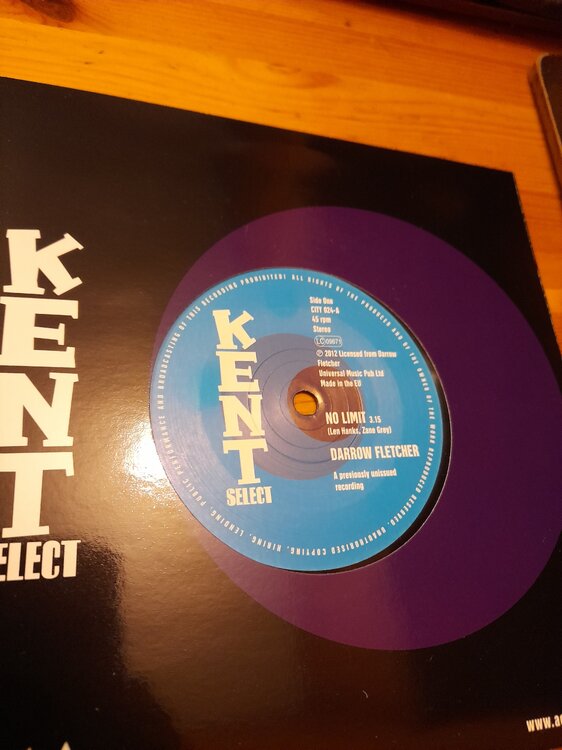 KENT
SELECT
KENT
SELECT
Side One
CITY 024-A
45 rpm
Stereo
LC 09871
℗ 2012 Licensed from Darrow
Fletcher
Universal Music Pub Ltd
Made in the EU
NO LIMIT 3.15
(Len Hanks, Zane Grey)
DARROW FLETCHER
A previously unissued
recording
ALL RIGHTS OF THE PRODUCER AND OF THE OWNER OF THE WORK REPRODUCED RESERVED. UNAUTHORISED COPYING, HIRING, LENDING, PUBLIC PERFORMANCE AND BROADCASTING OF THIS RECORDING PROHIBITED!